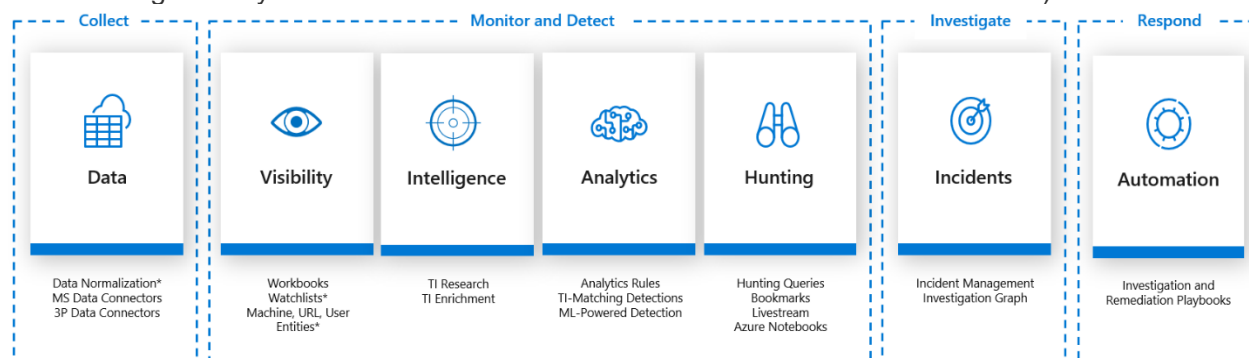 Collect
Monitor and Detect
Investigate
Respond
Data
Visibility
Intelligence
Analytics
Hunting
Incidents
Automation
Data Normalization*
MS Data Connectors
3P Data Connectors
Workbooks
Watchlists*
Machine, URL, User
Entities*
TI Research
TI Enrichment
Analytics Rules
TI-Matching Detections
ML-Powered Detection
Hunting Queries
Bookmarks
Livestream
Azure Notebooks
Incident Management
Investigation Graph
Investigation and
Remediation Playbooks